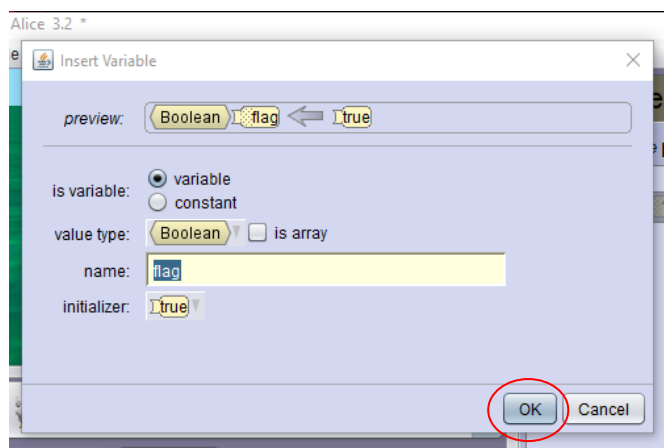 Alice 3.2 *
Insert Variable
preview: Boolean flag true
is variable: variable
constant
value type: Boolean is array
name: flag
initializer: true
OK Cancel